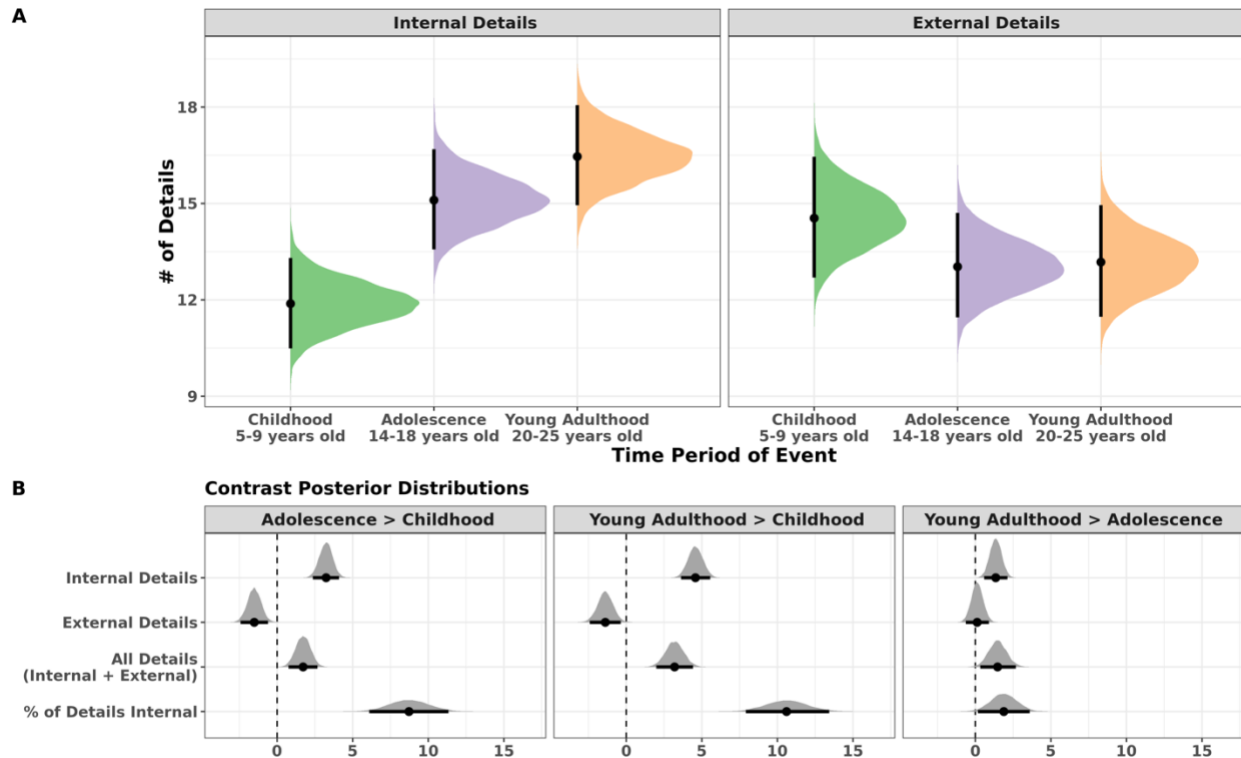 A
Internal Details
External Details
# of Details
18
15
12
9
Childhood
5-9 years old
Adolescence
14-18 years old
Young Adulthood
20-25 years old
Childhood
5-9 years old
Adolescence
14-18 years old
Young Adulthood
20-25 years old
Time Period of Event
B
Contrast Posterior Distributions
Adolescence > Childhood
Young Adulthood > Childhood
Young Adulthood > Adolescence
Internal Details
External Details
All Details
(Internal + External)
% of Details Internal
0 5 10 15
0 5 10 15
0 5 10 15